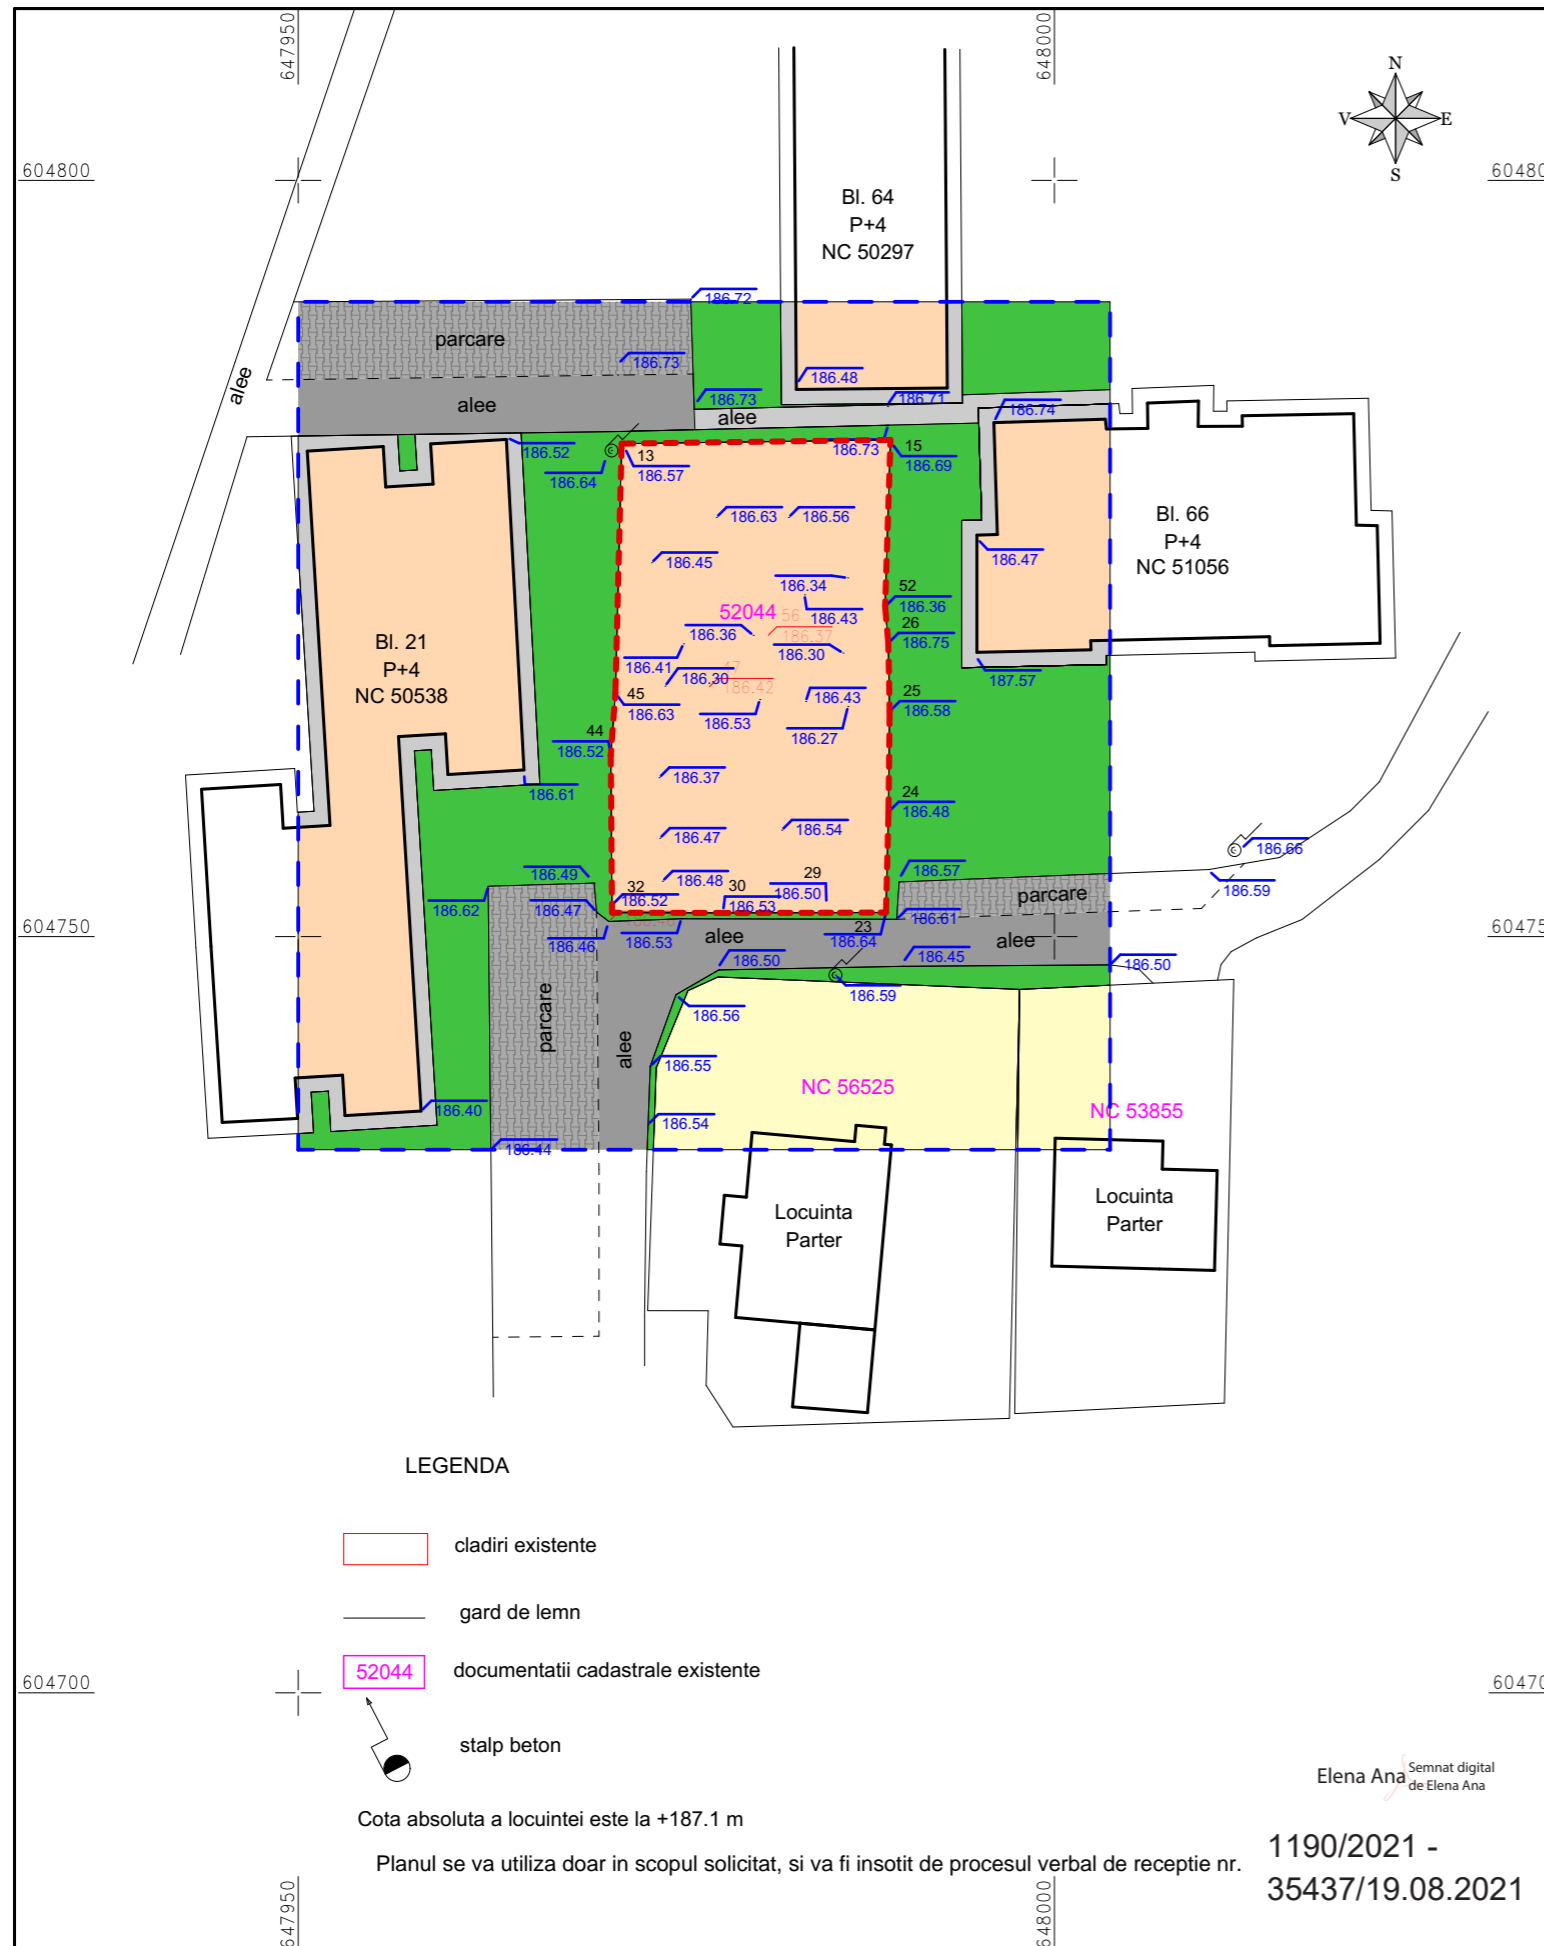 647950
648000
N
V
E
S
604800
6048
Bl. 64
P+4
NC 50297
186.72
parcare
186.73
alee
186.48
186.73
186.71
186.74
alee
alee
186.52
13
186.73
15
186.64
186.57
186.69
186.63
186.56
Bl. 66
P+4
NC 51056
186.45
186.47
186.34
52
52044
56
186.43
186.36
186.36
186.37
26
186.75
Bl. 21
P+4
NC 50538
186.30
186.41
47
186.30
186.42
187.57
45
186.43
25
186.63
186.53
186.58
44
186.52
186.27
186.37
186.61
24
186.48
186.47
186.54
186.66
186.49
186.48
186.57
32
30
29
186.59
186.62
186.47
186.52
186.53
186.50
parcare
186.61
604750
6047
186.46
186.53
alee
23
186.64
alee
186.50
186.45
186.50
186.59
parcare
186.56
alee
186.55
NC 56525
186.40
186.54
NC 53855
186.44
Locuinta
Parter
Locuinta
Parter
LEGENDA
cladiri existente
gard de lemn
52044
documentatii cadastrale existente
604700
6047
stalp beton
Elena Ana
Semnat digital
de Elena Ana
Cota absoluta a locuintei este la +187.1 m
Planul se va utiliza doar in scopul solicitat, si va fi insotit de procesul verbal de receptie nr.
1190/2021 -
35437/19.08.2021
647950
648000